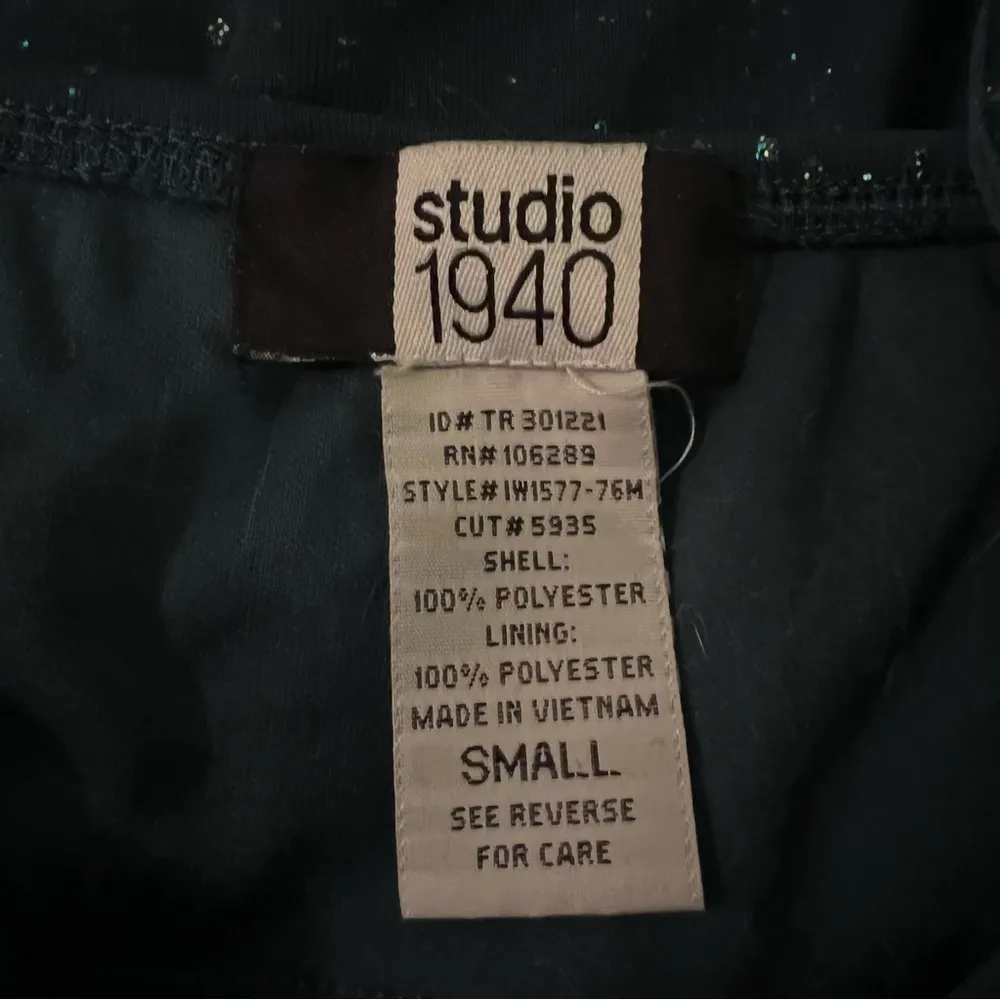 studio
1940
ID# TR 301221
RN# 106289
STYLE# IW1577-76M
CUT# 5935
SHELL:
100% POLYESTER
LINING:
100% POLYESTER
MADE IN VIETNAM
SMALL
SEE REVERSE
FOR CARE